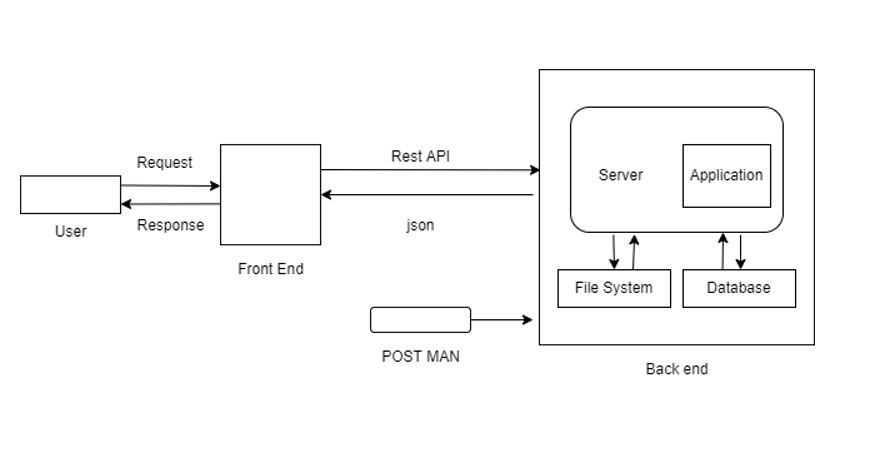 Request
Response
User
Front End
Rest API
json
POST MAN
Server
Application
File System
Database
Back end